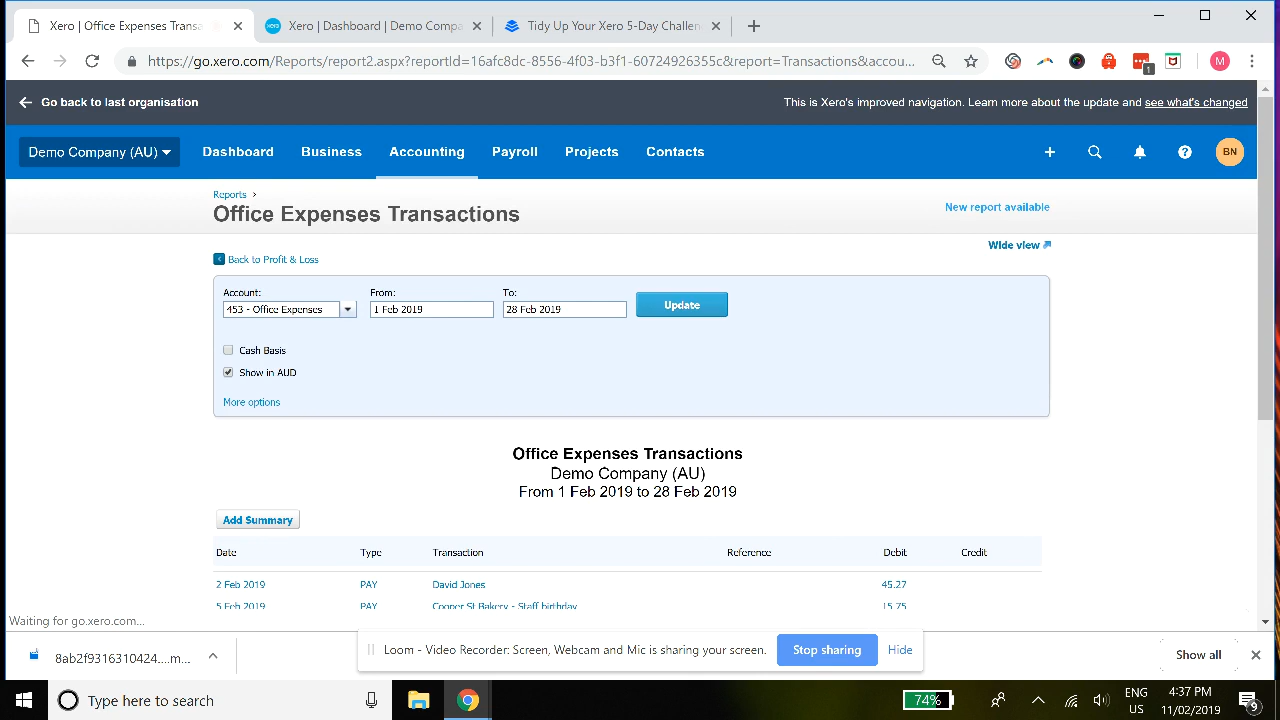 Xero | Office Expenses Transa
Xero | Dashboard | Demo Compa
Tidy Up Your Xero 5-Day Challen
https://go.xero.com/Reports/report2.aspx?reportId=16afc8dc-8556-4f03-b3f1-60724926355c&report=Transactions&accou...
1
M
Go back to last organisation
This is Xero's improved navigation. Learn more about the update and see what's changed
Demo Company (AU)
Dashboard
Business
Accounting
Payroll
Projects
Contacts
BN
Reports >
Office Expenses Transactions
New report available
Wide view
Back to Profit & Loss
Account:
From:
To:
453 - Office Expenses
1 Feb 2019
28 Feb 2019
Update
Cash Basis
Show in AUD
More options
Office Expenses Transactions
Demo Company (AU)
From 1 Feb 2019 to 28 Feb 2019
Add Summary
Date Type Transaction Reference Debit Credit
2 Feb 2019 PAY David Jones 45.27
5 Feb 2019 PAY Cooper St Bakery - Staff birthday 15.75
Waiting for go.xero.com...
8ab2f9316310424....m...
Loom - Video Recorder: Screen, Webcam and Mic is sharing your screen.
Stop sharing
Hide
Show all
Type here to search
74%
ENG
US
4:37 PM
11/02/2019
9